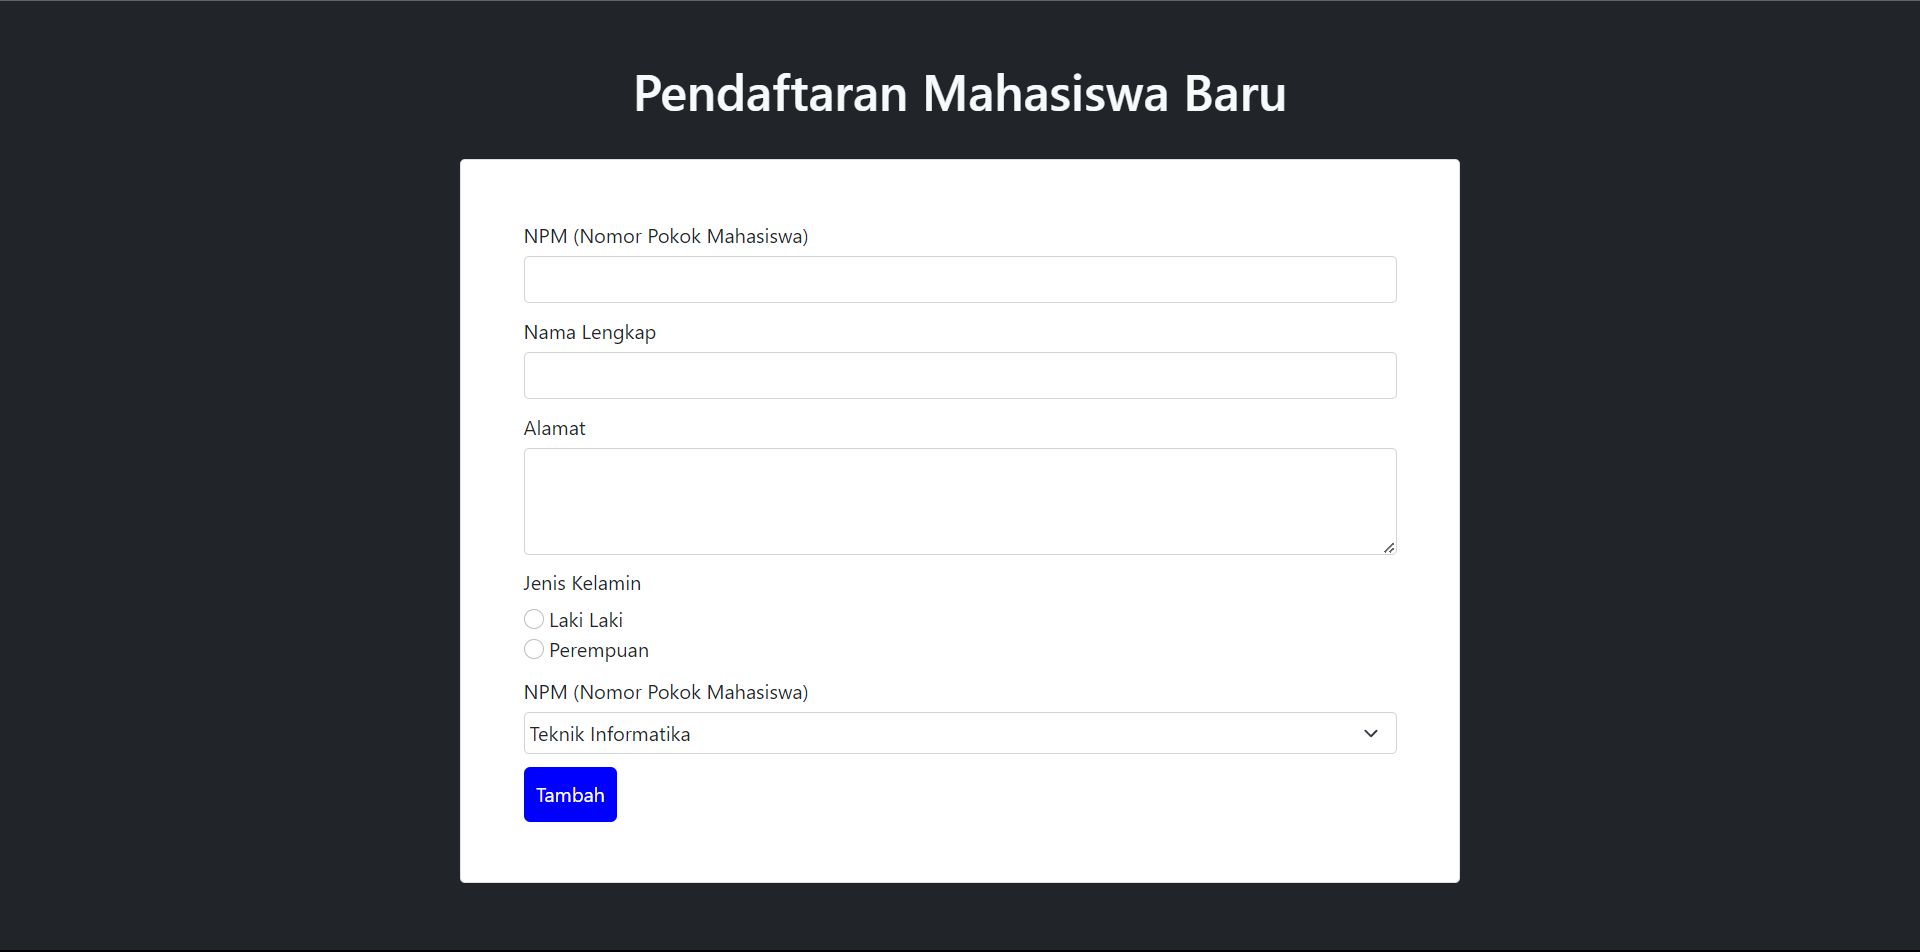 Pendaftaran Mahasiswa Baru
NPM (Nomor Pokok Mahasiswa)
Nama Lengkap
Alamat
Jenis Kelamin
Laki Laki
Perempuan
NPM (Nomor Pokok Mahasiswa)
Teknik Informatika
Tambah